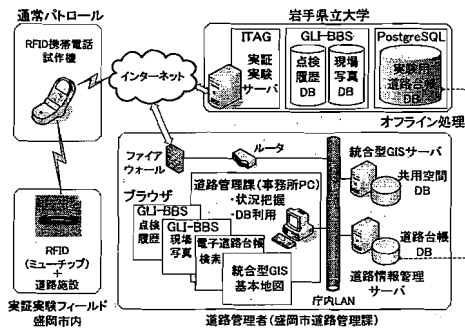 通常パトロール
RFID携帯電話
試作機
インターネット
岩手県立大学
ITAG
実証
実験
サーバ
GLI-BBS
点検
履歴
DB
現場
写真
DB
PostgreSQL
実験用
道路台帳
DB
オフライン処理
ファイア
ウォール
ルータ
統合型GISサーバ
共用空間
DB
ブラウザ
道路管理課(事務所PC)
・状況把握
・DB利用
GLI-BBS
点検
履歴
GLI-BBS
現場
写真
電子道路台帳
検索
統合型GIS
基本地図
道路台帳
DB
道路情報管理
サーバ
庁内LAN
RFID
(ミューチップ)
+
道路施設
実証実験フィールド
盛岡市内
道路管理者(盛岡市道路管理課)